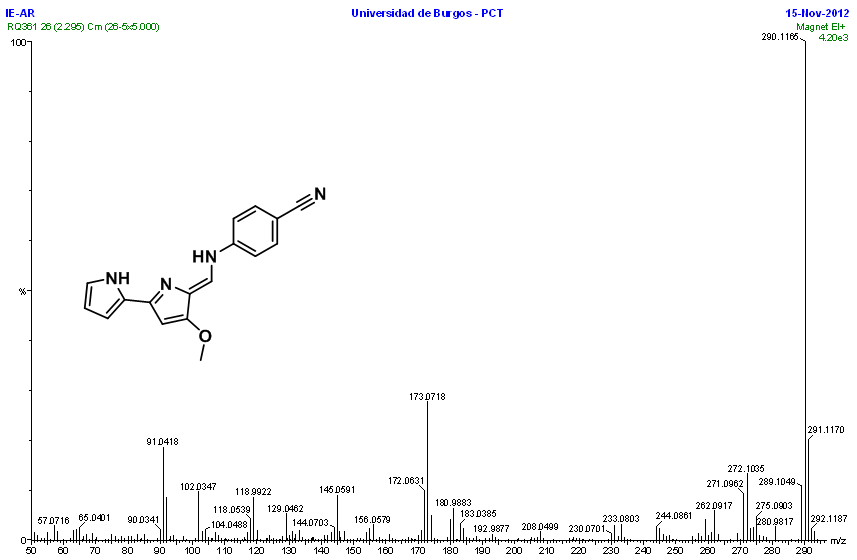 IE-AR Universidad de Burgos - PCT 15-Nov-2012
RQ361 26 (2.295) Cm (26-5x5.000) Magnet EI+
290.1165 4.20e3
100
N
HN
NH N
%
O
173.0718
291.1170
91.0418
272.1035
102.0347 172.0631 271.0962 289.1049
118.9922 145.0591
180.9883 262.0917 275.0903
118.0539 129.0462
57.0716 65.0401 90.0341 104.0488 144.0703 156.0579 183.0385 192.9877 208.0499 230.0701 233.0803 244.0861 280.9817 292.1187
0 m/z
50 60 70 80 90 100 110 120 130 140 150 160 170 180 190 200 210 220 230 240 250 260 270 280 290